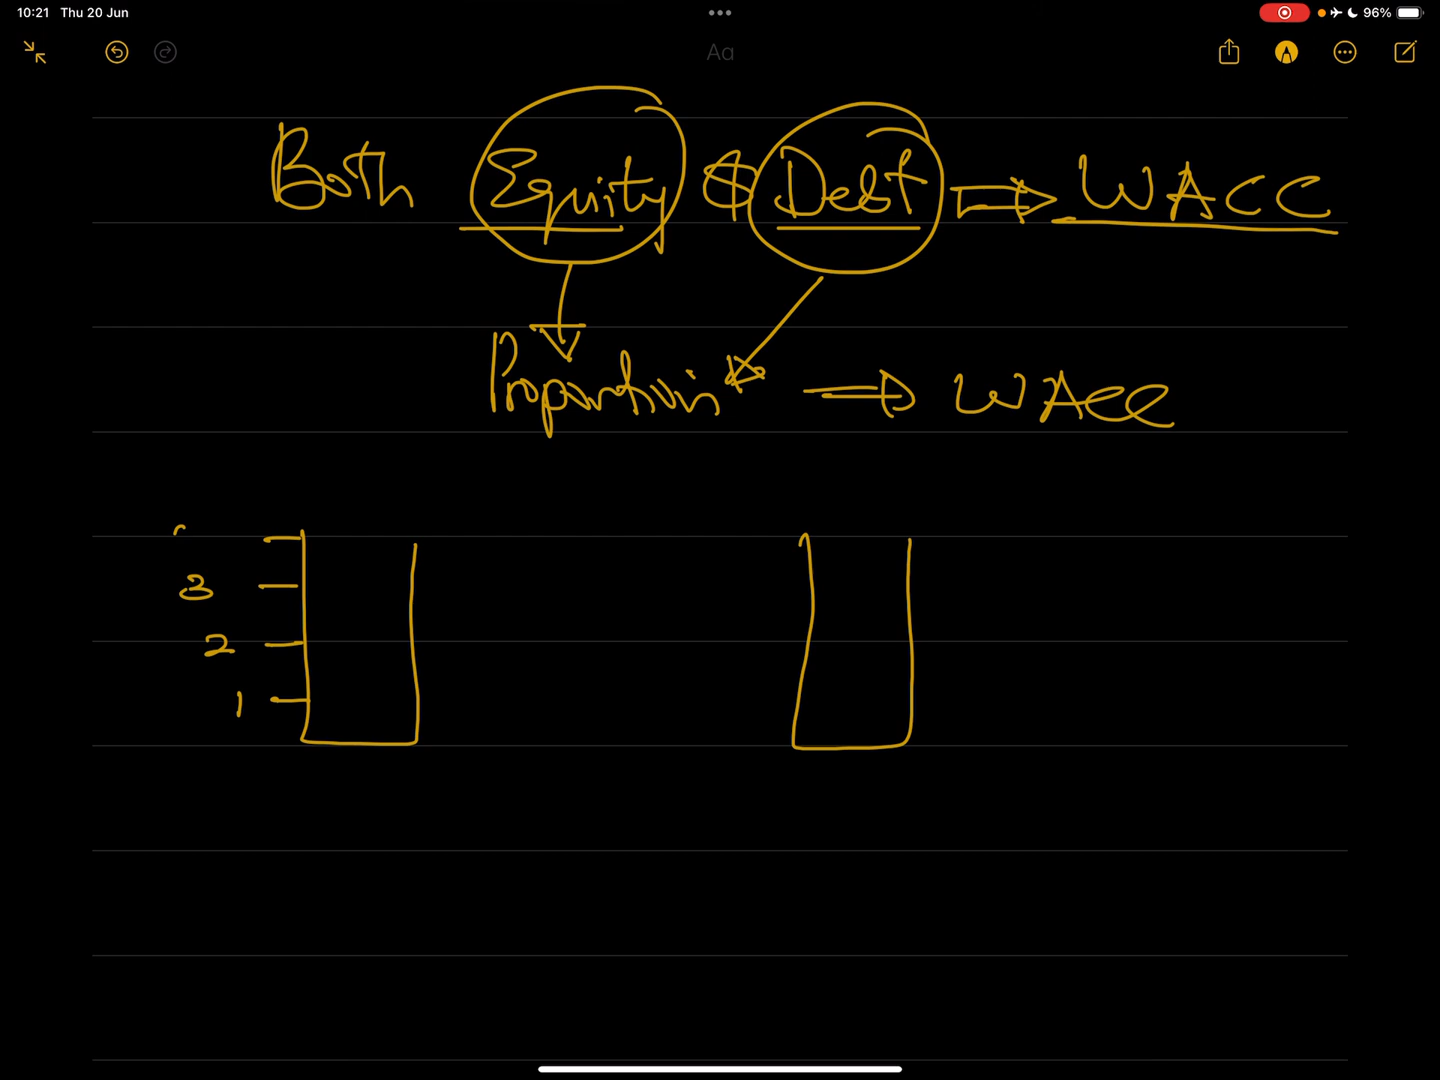 10:21 Thu 20 Jun 96%
Aa
Both Equity & Debt ⇒ WACC
Proportion ⇒ WACC
3
2
1